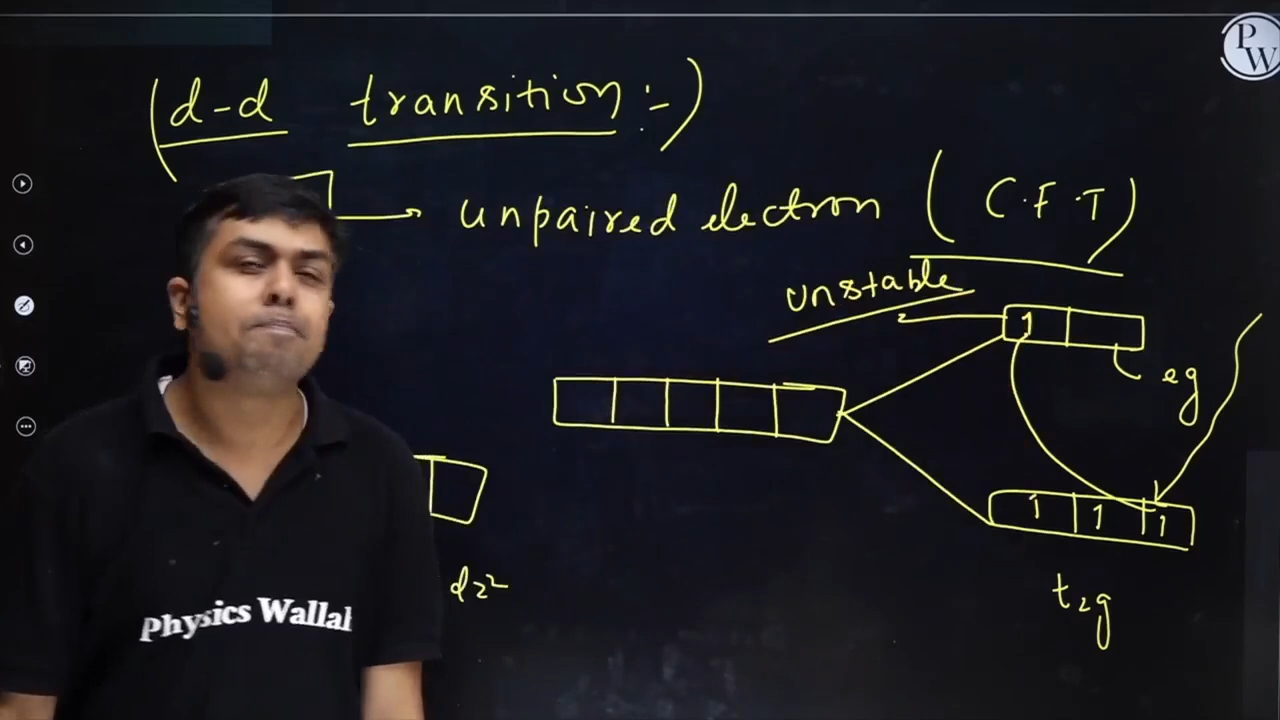 PW
(d-d transition :-)
unpaired electron (C.F.T)
unstable
1
eg
1 1 1
dz²
t₂g
Physics Wallah